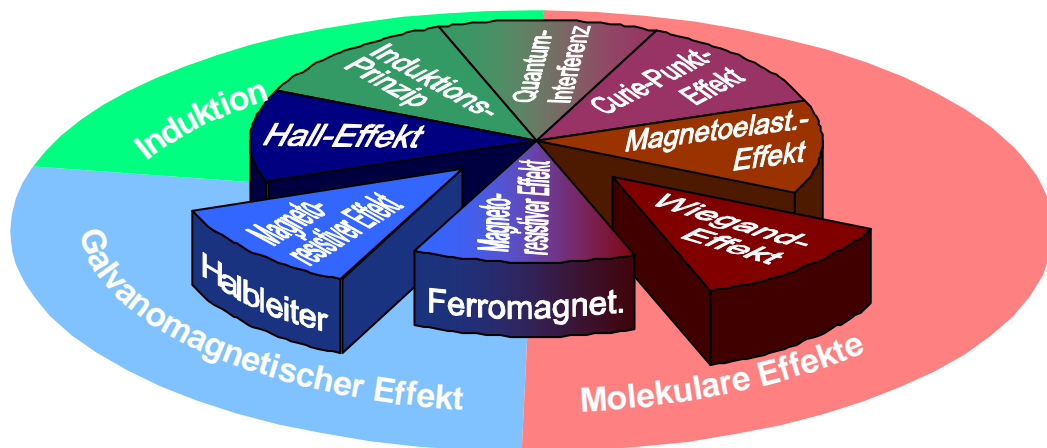 Induktion
Induktions-
Prinzip
Quantum-
Interferenz
Curie-Punkt-
Effekt
Hall-Effekt
Magnetoelast.-
Effekt
Magneto-
resistiver Effekt
Halbleiter
Magneto-
resistiver Effekt
Ferromagnet.
Wiegand-
Effekt
Galvanomagnetischer Effekt
Molekulare Effekte